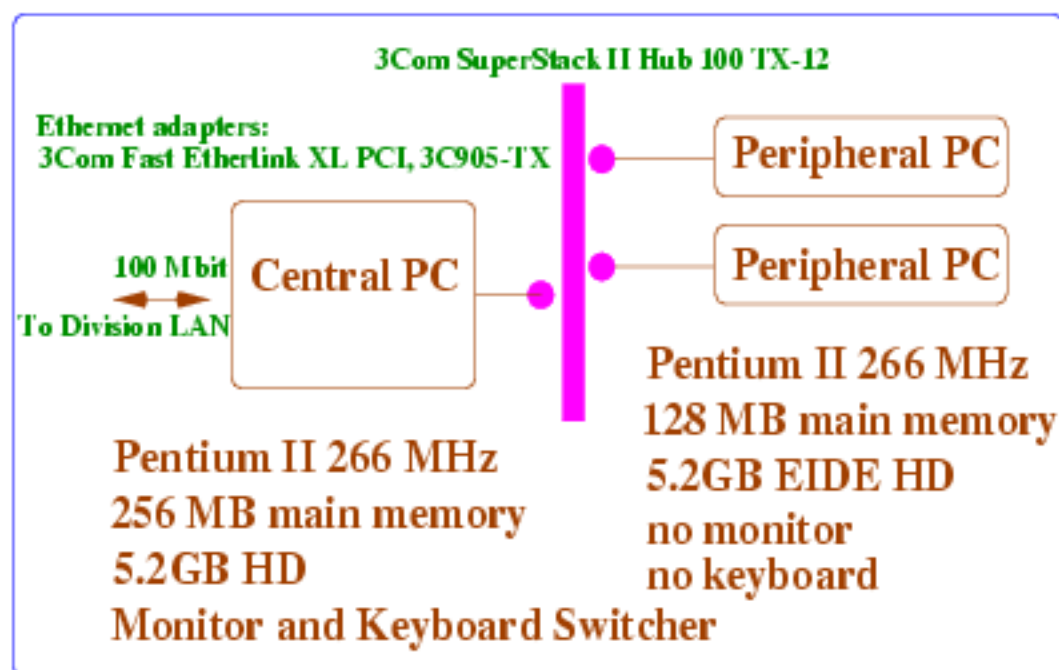 3Com SuperStack II Hub 100 TX-12
Ethernet adapters:
3Com Fast Etherlink XL PCI, 3C905-TX
Peripheral PC
Peripheral PC
100 Mbit
To Division LAN
Central PC
Pentium II 266 MHz
256 MB main memory
5.2GB HD
Monitor and Keyboard Switcher
Pentium II 266 MHz
128 MB main memory
5.2GB EIDE HD
no monitor
no keyboard